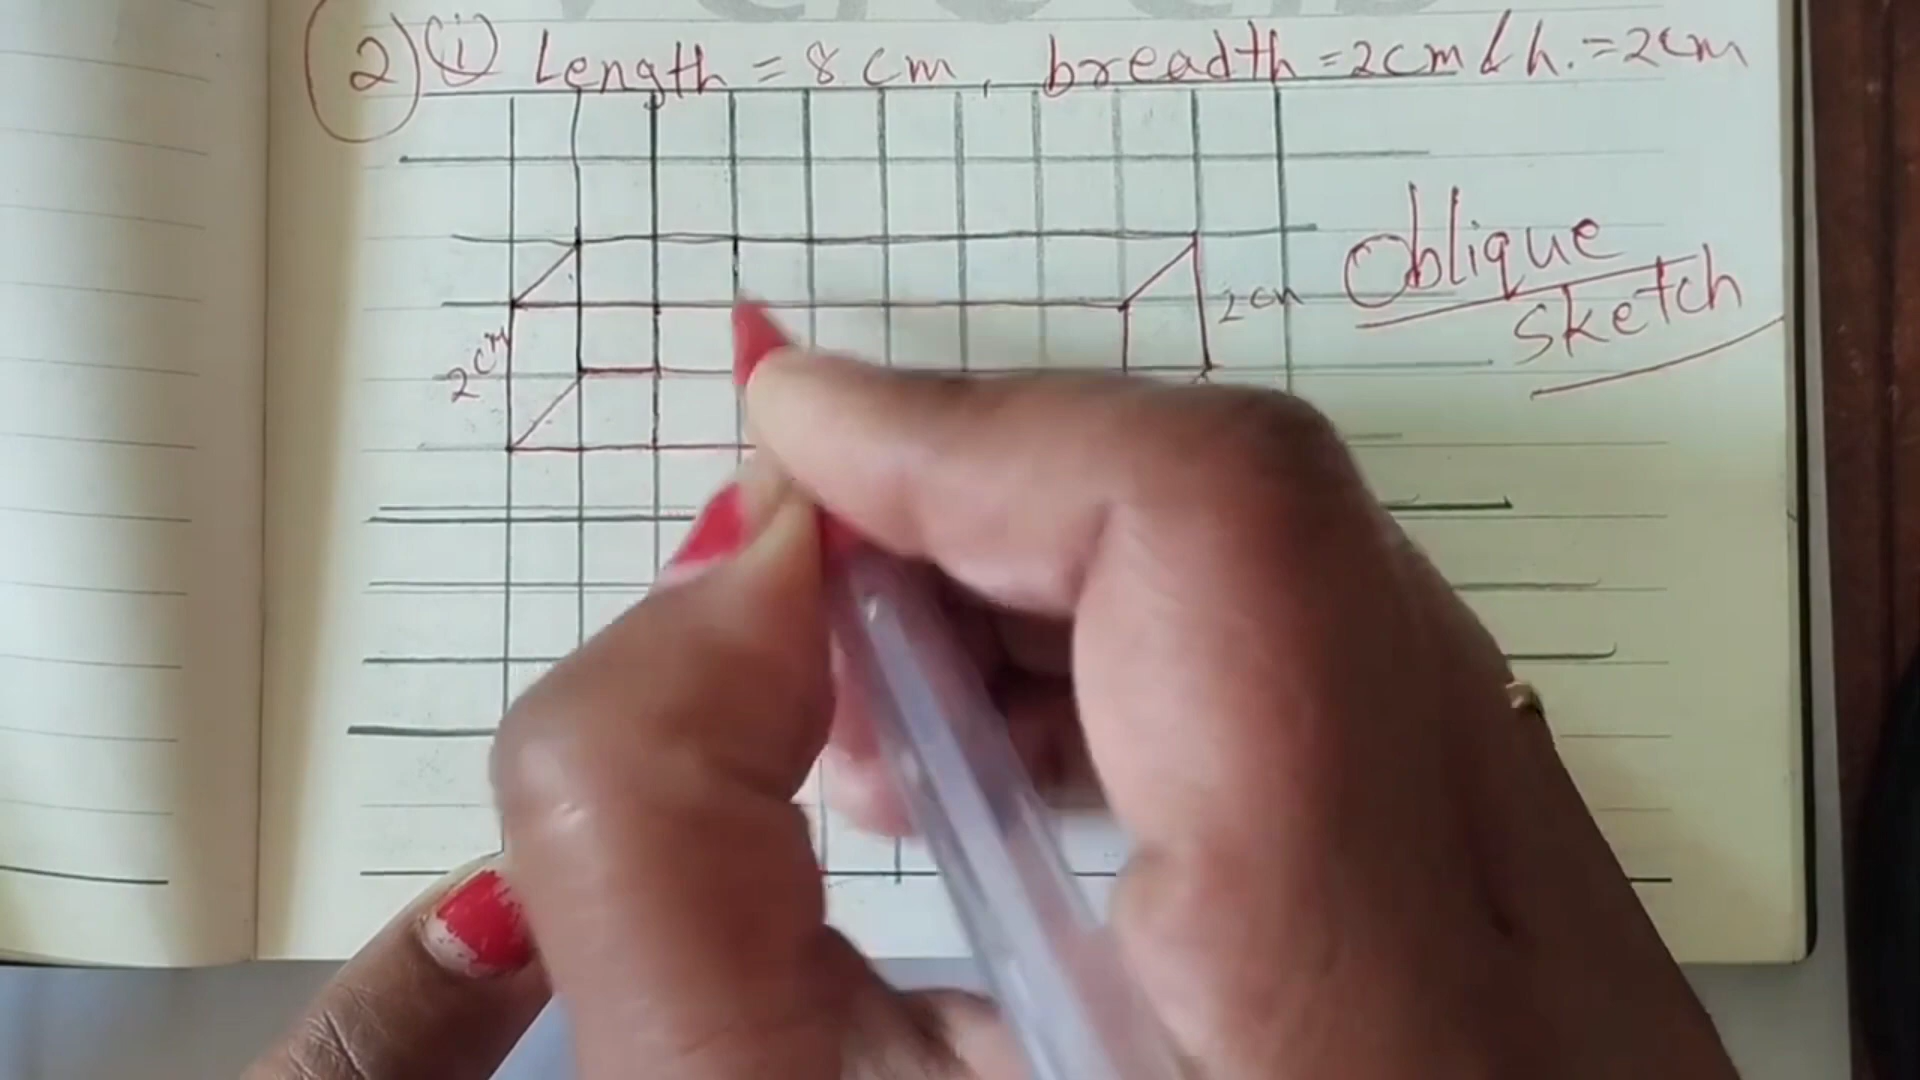 2) (i) Length = 8 cm, breadth = 2cm & h. = 2cm
Oblique
sketch
2cm
2cm